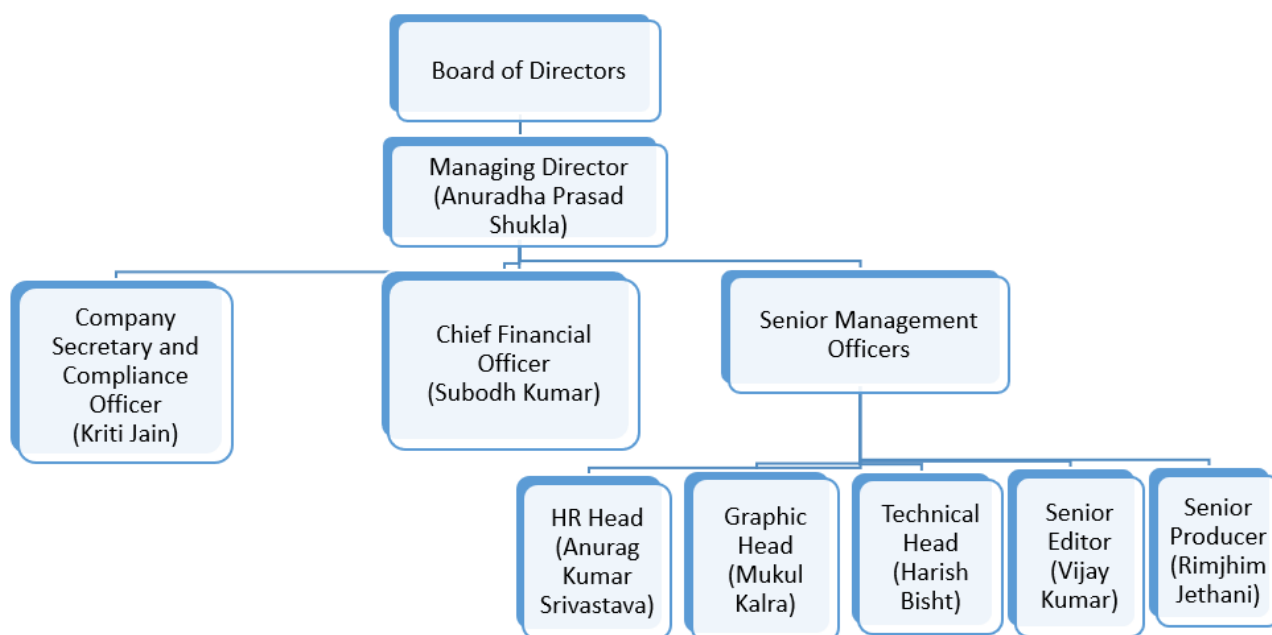 Board of Directors
Managing Director
(Anuradha Prasad
Shukla)
Company
Secretary and
Compliance
Officer
(Kriti Jain)
Chief Financial
Officer
(Subodh Kumar)
Senior Management
Officers
HR Head
(Anurag
Kumar
Srivastava)
Graphic
Head
(Mukul
Kalra)
Technical
Head
(Harish
Bisht)
Senior
Editor
(Vijay
Kumar)
Senior
Producer
(Rimjhim
Jethani)